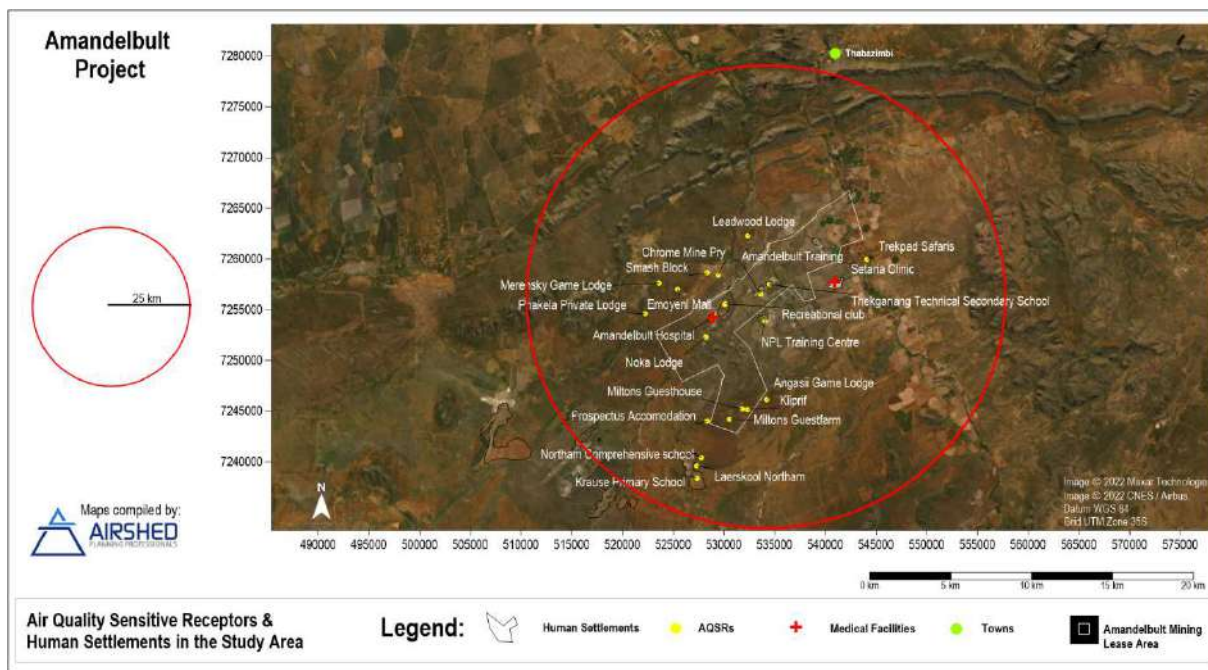 Amandelbult
Project
25 km
Maps compiled by:
AIRSHED
PLANNING PROFESSIONALS
7280000
7275000
7270000
7265000
7260000
7255000
7250000
7245000
7240000
Thabazimbi
Leadwood Lodge
Chrome Mine Pry
Amandelbult Training
Trekpad Safaris
Smash Block
Setaria Clinic
Merensky Game Lodge
Thekganang Technical Secondary School
Phakela Private Lodge
Emoyeni Mall
Recreational club
Amandelbult Hospital
NPL Training Centre
Noka Lodge
Angasii Game Lodge
Miltons Guesthouse
Kliprif
Prospectus Accomodation
Miltons Guestfarm
Northam Comprehensive school
Laerskool Northam
Krause Primary School
N
Image © 2022 Maxar Technologie
Image © 2022 CNES / Airbus
Datum WGS 84
Grid UTM Zone 35S
490000 495000 500000 505000 510000 515000 520000 525000 530000 535000 540000 545000 550000 555000 560000 565000 570000 575000
0 km 5 km 10 km 15 km 20 km
Air Quality Sensitive Receptors &
Human Settlements in the Study Area
Legend:
Human Settlements
AQSRs
Medical Facilities
Towns
Amandelbult Mining
Lease Area